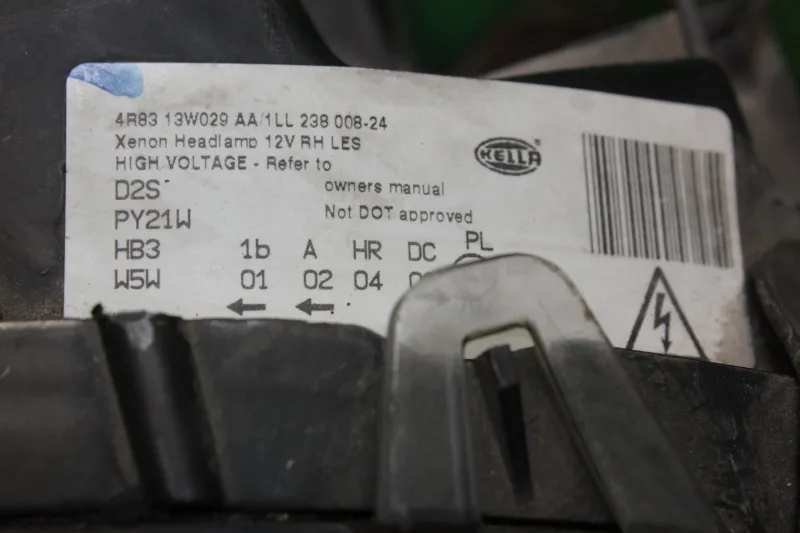 4R83 13W029 AA/1LL 238 008-24
Xenon Headlamp 12V RH LES
HIGH VOLTAGE - Refer to
D2S owners manual
PY21W Not DOT approved
HELLA
HB3 1b A HR DC PL
W5W 01 02 04